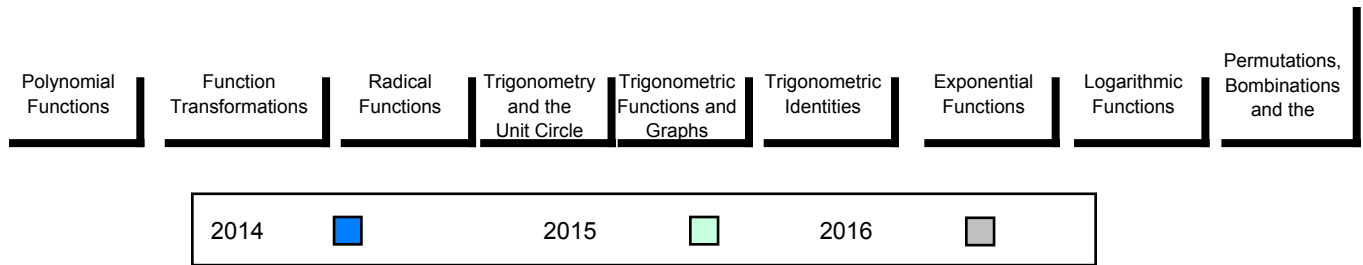 Polynomial
Functions
Function
Transformations
Radical
Functions
Trigonometry
and the
Unit Circle
Trigonometric
Functions and
Graphs
Trigonometric
Identities
Exponential
Functions
Logarithmic
Functions
Permutations,
Bombinations
and the
2014 2015 2016